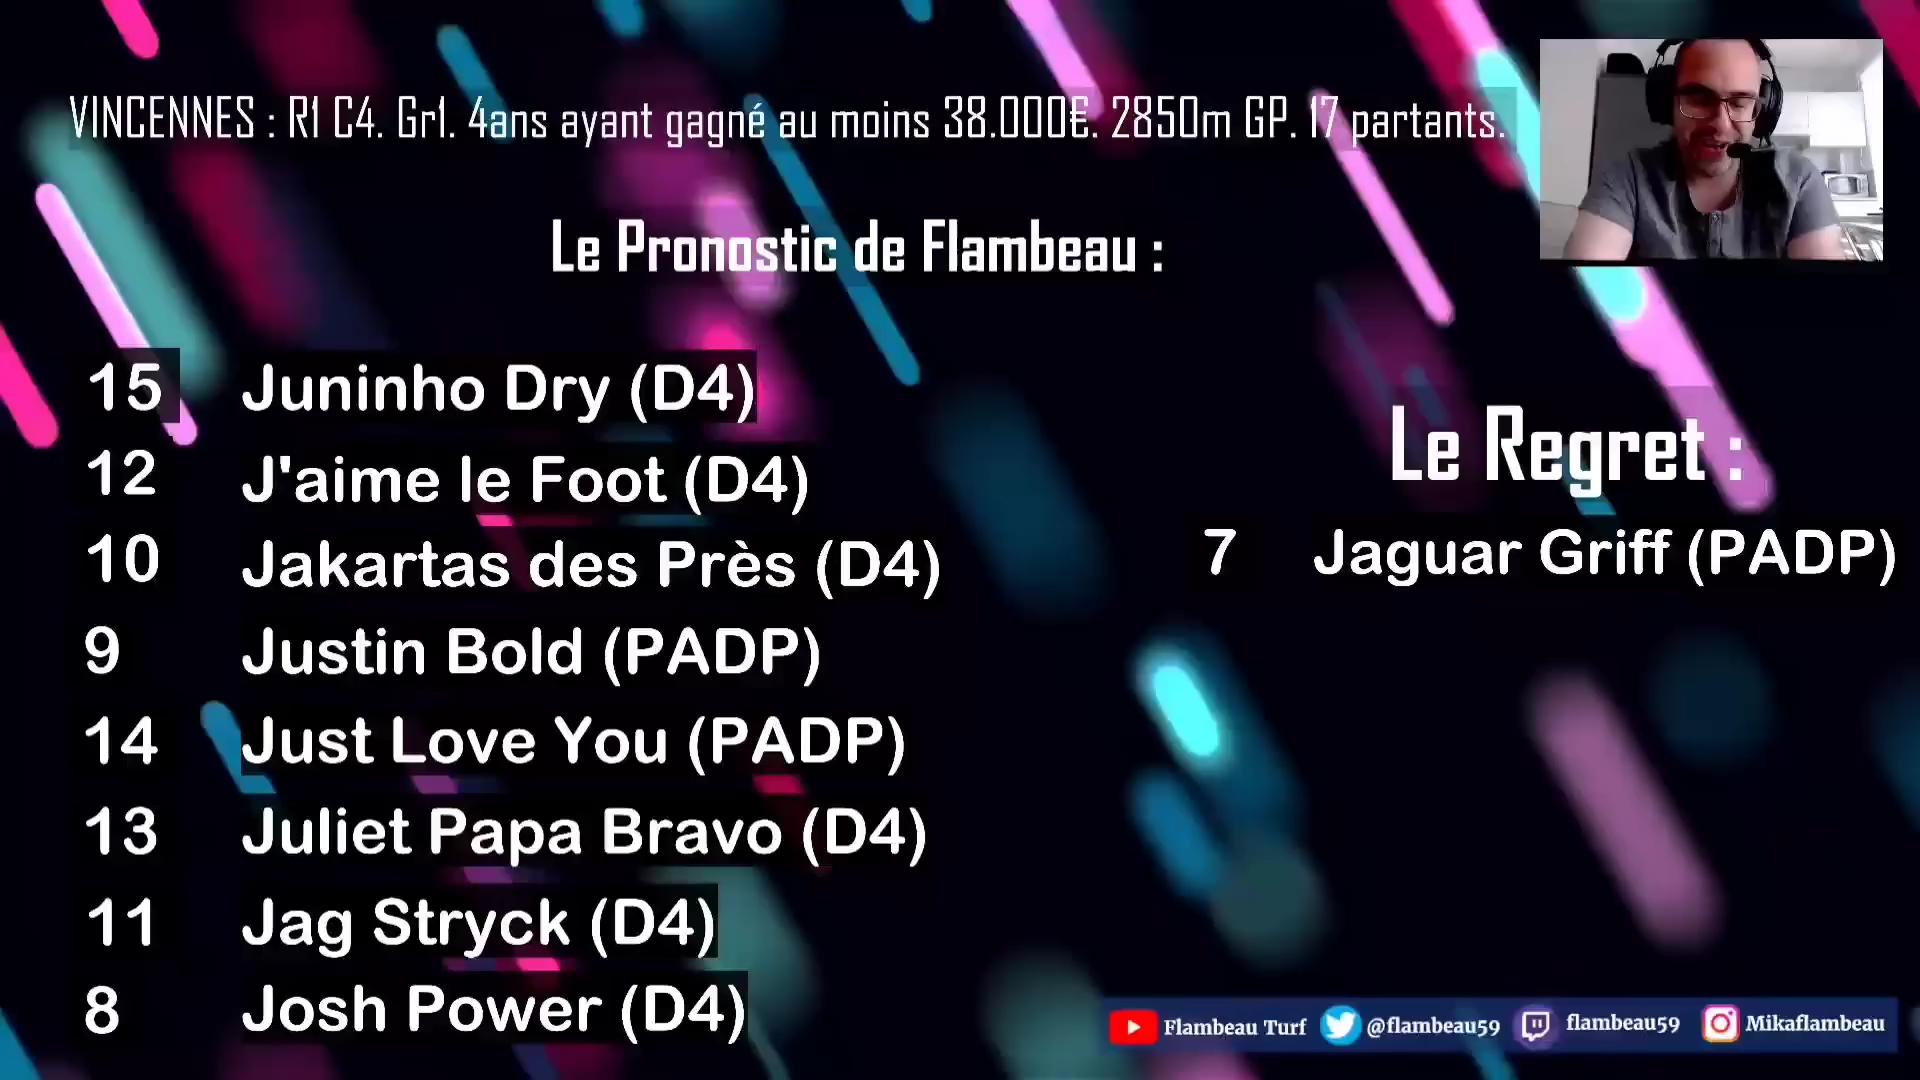 VINCENNES : R1 C4. Gr1. 4ans ayant gagné au moins 38.000€. 2850m GP. 17 partants.
Le Pronostic de Flambeau :
15 Juninho Dry (D4)
12 J'aime le Foot (D4)
10 Jakartas des Près (D4)
9 Justin Bold (PADP)
14 Just Love You (PADP)
13 Juliet Papa Bravo (D4)
11 Jag Stryck (D4)
8 Josh Power (D4)
Le Regret :
7 Jaguar Griff (PADP)
Flambeau Turf @flambeau59 flambeau59 Mikaflambeau